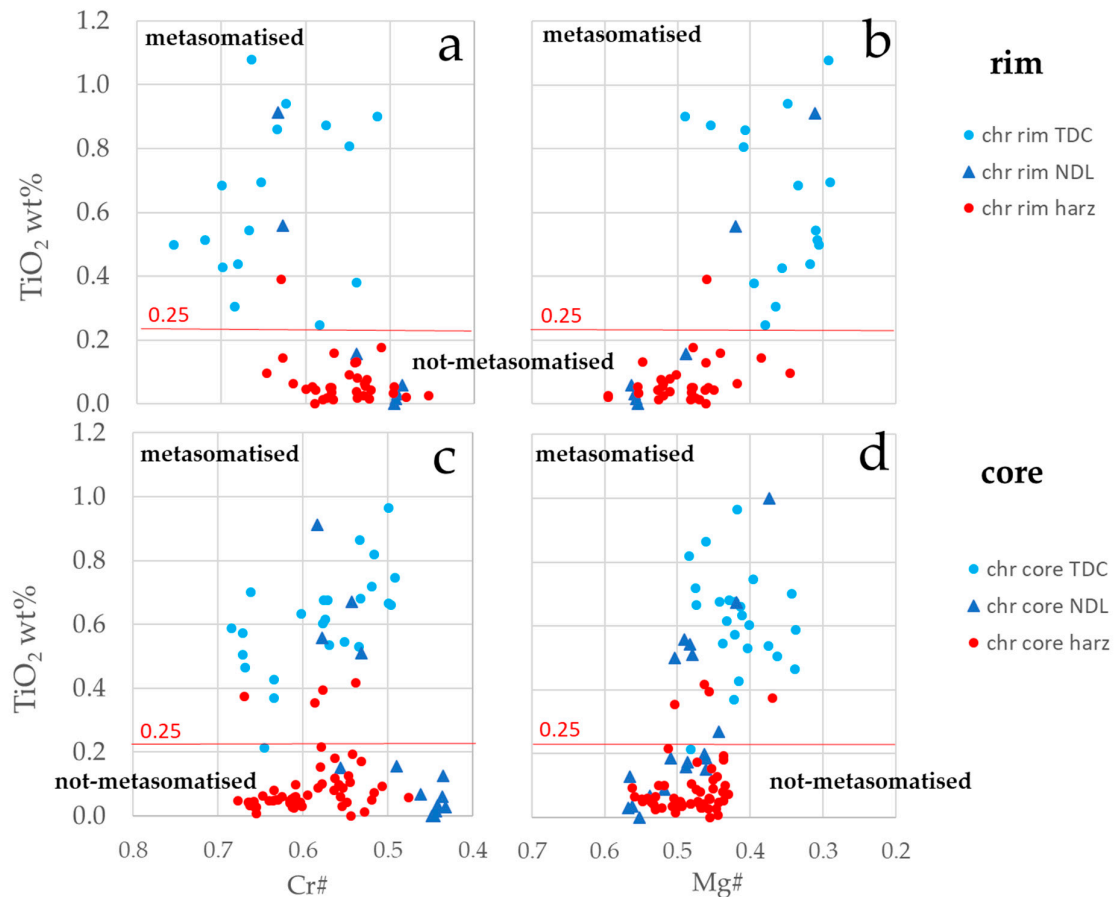 1.2
1.0
0.8
0.6
0.4
0.2
0.0
TiO2 wt%
metasomatised
a
0.25
not-metasomatised
metasomatised
b
0.25
rim
chr rim TDC
chr rim NDL
chr rim harz
1.2
1.0
0.8
0.6
0.4
0.2
0.0
TiO2 wt%
metasomatised
c
0.25
not-metasomatised
0.8 0.7 0.6 0.5 0.4
Cr#
metasomatised
d
0.25
not-metasomatised
0.7 0.6 0.5 0.4 0.3 0.2
Mg#
core
chr core TDC
chr core NDL
chr core harz